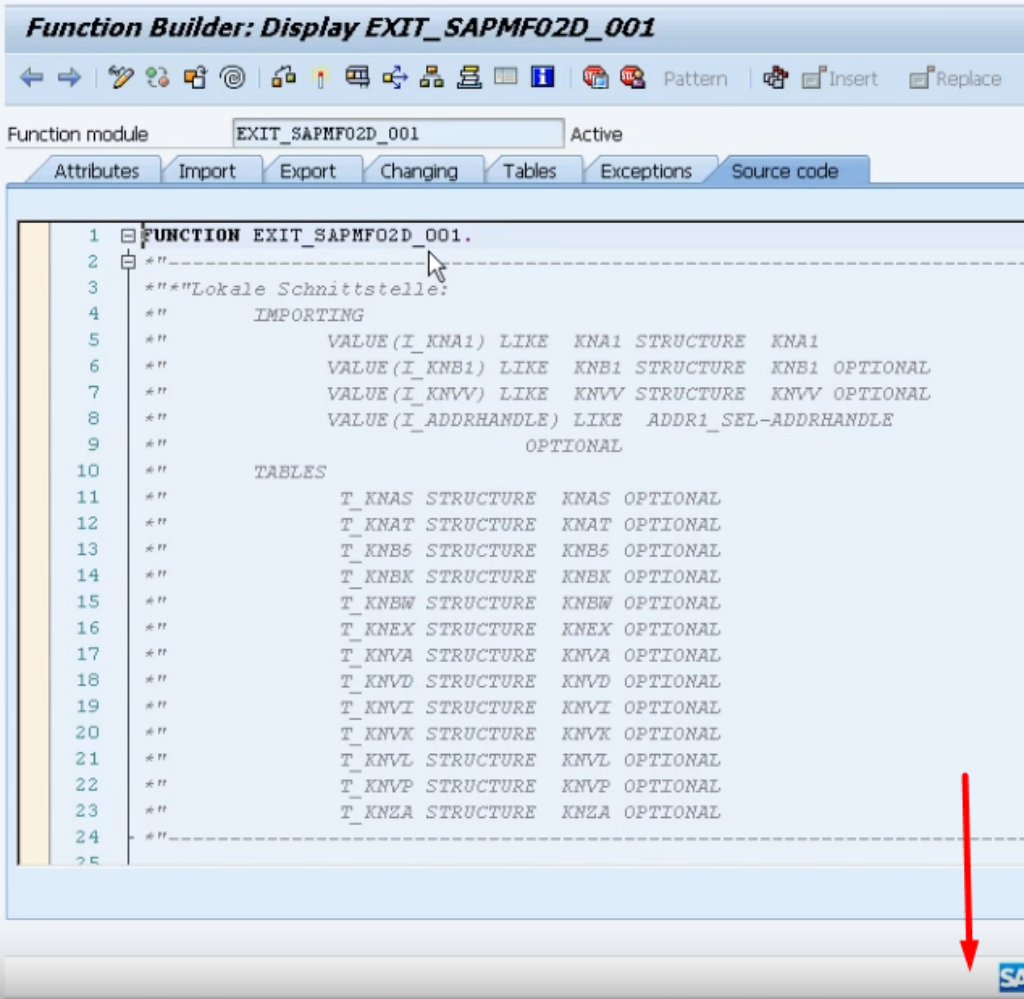 Function Builder: Display EXIT_SAPMF02D_001
Pattern Insert Replace
Function module EXIT_SAPMF02D_001 Active
Attributes Import Export Changing Tables Exceptions Source code
1 FUNCTION EXIT_SAPMF02D_001.
2 *"----------------------------------------------------------------------
3 *"*"Lokale Schnittstelle:
4 *" IMPORTING
5 *" VALUE(I_KNA1) LIKE KNA1 STRUCTURE KNA1
6 *" VALUE(I_KNB1) LIKE KNB1 STRUCTURE KNB1 OPTIONAL
7 *" VALUE(I_KNVV) LIKE KNVV STRUCTURE KNVV OPTIONAL
8 *" VALUE(I_ADDRHANDLE) LIKE ADDR1_SEL-ADDRHANDLE
9 *" OPTIONAL
10 *" TABLES
11 *" T_KNAS STRUCTURE KNAS OPTIONAL
12 *" T_KNAT STRUCTURE KNAT OPTIONAL
13 *" T_KNB5 STRUCTURE KNB5 OPTIONAL
14 *" T_KNBK STRUCTURE KNBK OPTIONAL
15 *" T_KNBW STRUCTURE KNBW OPTIONAL
16 *" T_KNEX STRUCTURE KNEX OPTIONAL
17 *" T_KNVA STRUCTURE KNVA OPTIONAL
18 *" T_KNVD STRUCTURE KNVD OPTIONAL
19 *" T_KNVI STRUCTURE KNVI OPTIONAL
20 *" T_KNVK STRUCTURE KNVK OPTIONAL
21 *" T_KNVL STRUCTURE KNVL OPTIONAL
22 *" T_KNVP STRUCTURE KNVP OPTIONAL
23 *" T_KNZA STRUCTURE KNZA OPTIONAL
24 *"----------------------------------------------------------------------
25
SA